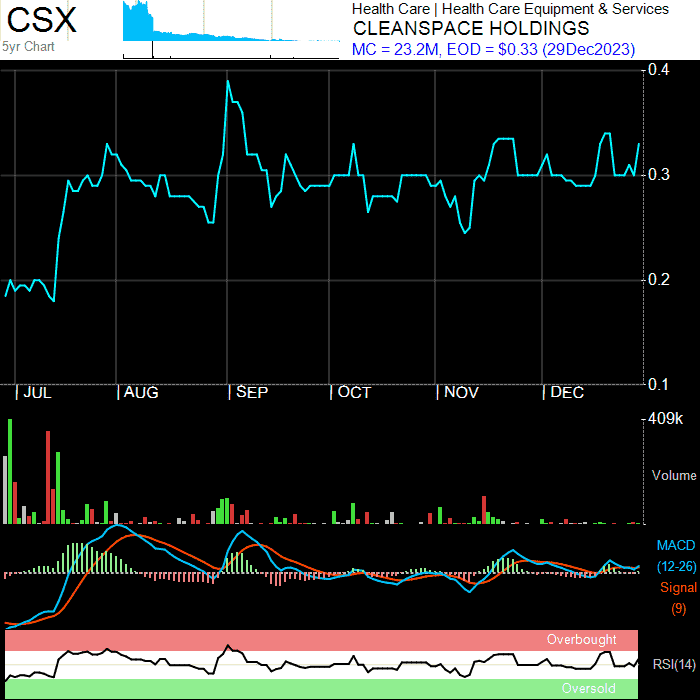 CSX
5yr Chart
Health Care | Health Care Equipment & Services
CLEANSPACE HOLDINGS
MC = 23.2M, EOD = $0.33 (29Dec2023)
0.4
0.3
0.2
0.1
JUL AUG SEP OCT NOV DEC
409k
Volume
MACD
(12-26)
Signal
(9)
Overbought
RSI(14)
Oversold